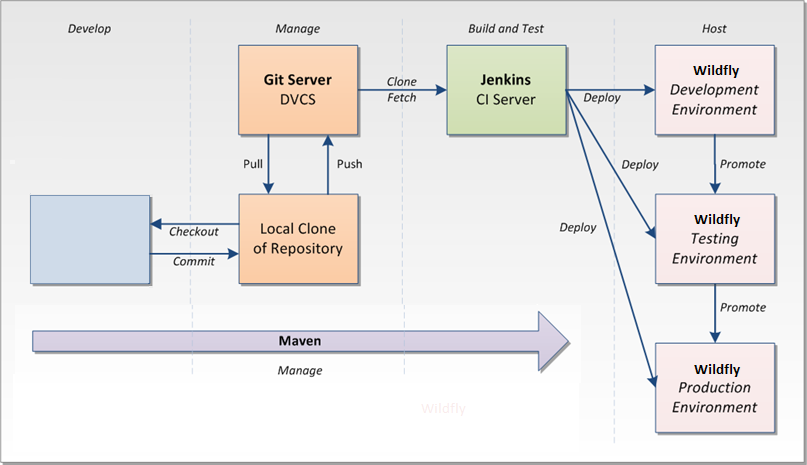 Develop
Manage
Build and Test
Host
Git Server
DVCS
Clone
Fetch
Jenkins
CI Server
Deploy
Wildfly
Development
Environment
Pull
Push
Deploy
Promote
Checkout
Commit
Local Clone
of Repository
Deploy
Wildfly
Testing
Environment
Promote
Maven
Manage
Wildfly
Production
Environment
Wildfly